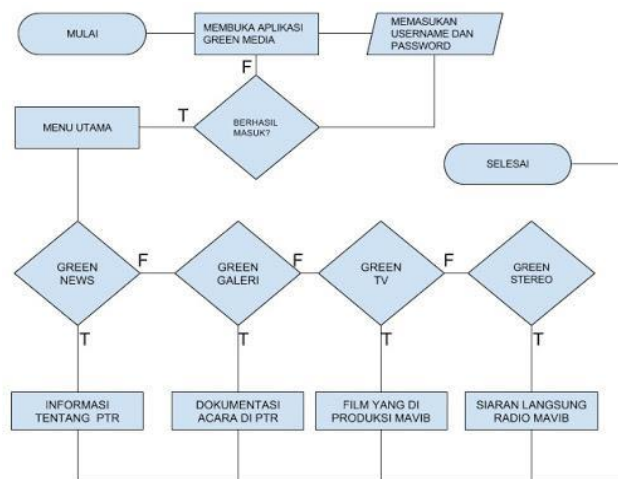 MULAI
MEMBUKA APLIKASI
GREEN MEDIA
MEMASUKAN
USERNAME DAN
PASSWORD
F
T
BERHASIL
MASUK?
MENU UTAMA
SELESAI
GREEN
NEWS
F
GREEN
GALERI
F
GREEN
TV
F
GREEN
STEREO
T
T
T
T
INFORMASI
TENTANG PTR
DOKUMENTASI
ACARA DI PTR
FILM YANG DI
PRODUKSI MAVIB
SIARAN LANGSUNG
RADIO MAVIB